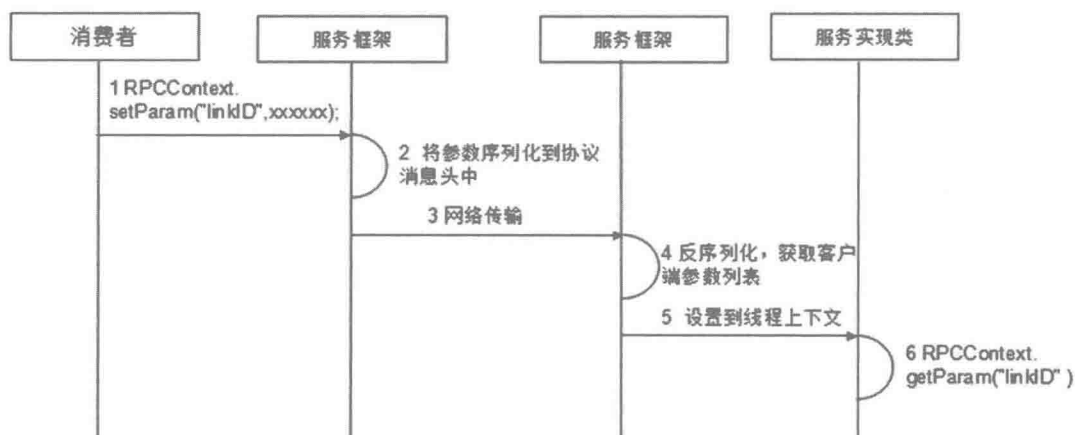 消费者
服务框架
服务框架
服务实现类
1 RPCContext.
setParam("linkID",xxxxxx);
2 将参数序列化到协议
消息头中
3 网络传输
4 反序列化，获取客户
端参数列表
5 设置到线程上下文
6 RPCContext.
getParam("linkID" )